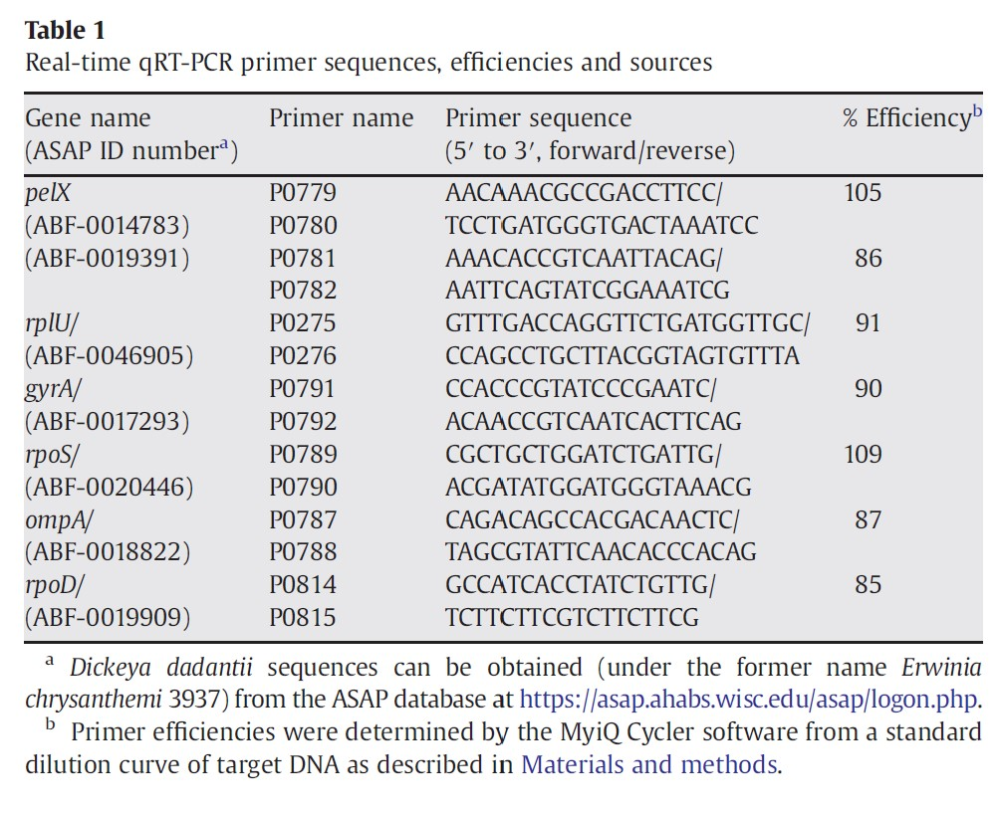 Table 1
Real-time qRT-PCR primer sequences, efficiencies and sources
Gene name Primer name Primer sequence % Efficiencyb
(ASAP ID numbera) (5′ to 3′, forward/reverse)
pelX P0779 AACAAACGCCGACCTTCC/ 105
(ABF-0014783) P0780 TCCTGATGGGTGACTAAATCC
(ABF-0019391) P0781 AAACACCGTCAATTACAG/ 86
P0782 AATTCAGTATCGGAAATCG
rplU/ P0275 GTTTGACCAGGTTCTGATGGTTGC/ 91
(ABF-0046905) P0276 CCAGCCTGCTTACGGTAGTGTTTA
gyrA/ P0791 CCACCCGTATCCCGAATC/ 90
(ABF-0017293) P0792 ACAACCGTCAATCACTTCAG
rpoS/ P0789 CGCTGCTGGATCTGATTG/ 109
(ABF-0020446) P0790 ACGATATGGATGGGTAAACG
ompA/ P0787 CAGACAGCCACGACAACTC/ 87
(ABF-0018822) P0788 TAGCGTATTCAACACCCACAG
rpoD/ P0814 GCCATCACCTATCTGTTG/ 85
(ABF-0019909) P0815 TCTTCTTCGTCTTCTTCG
a Dickeya dadantii sequences can be obtained (under the former name Erwinia
chrysanthemi 3937) from the ASAP database at https://asap.ahabs.wisc.edu/asap/logon.php.
b Primer efficiencies were determined by the MyiQ Cycler software from a standard
dilution curve of target DNA as described in Materials and methods.